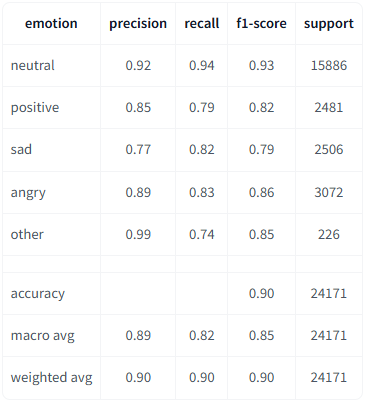 emotion precision recall f1-score support
neutral 0.92 0.94 0.93 15886
positive 0.85 0.79 0.82 2481
sad 0.77 0.82 0.79 2506
angry 0.89 0.83 0.86 3072
other 0.99 0.74 0.85 226
accuracy 0.90 24171
macro avg 0.89 0.82 0.85 24171
weighted avg 0.90 0.90 0.90 24171